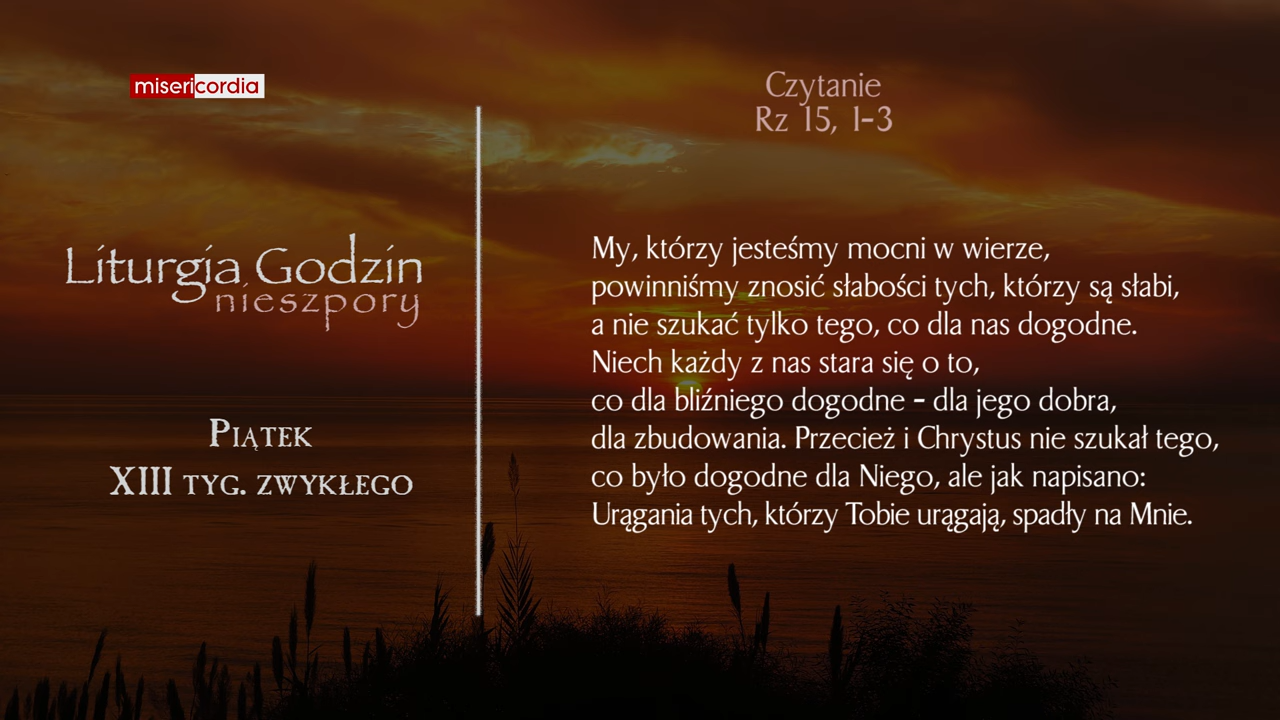 misericordia
Liturgia Godzin
nieszpory
Piątek
XIII tyg. zwykłego
Czytanie
Rz 15, 1-3
My, którzy jesteśmy mocni w wierze,
powinniśmy znosić słabości tych, którzy są słabi,
a nie szukać tylko tego, co dla nas dogodne.
Niech każdy z nas stara się o to,
co dla bliźniego dogodne - dla jego dobra,
dla zbudowania. Przecież i Chrystus nie szukał tego,
co było dogodne dla Niego, ale jak napisano:
Urągania tych, którzy Tobie urągają, spadły na Mnie.